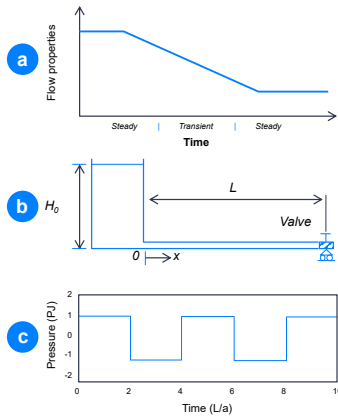 a
Flow properties
Steady | Transient | Steady
Time
b
H₀
L
Valve
0
x
c
Pressure (PJ)
2
1
0
-1
-2
0 2 4 6 8 10
Time (L/a)